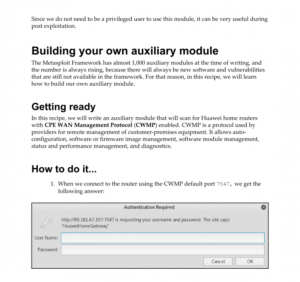 Since we do not need to be a privileged user to use this module, it can be very useful during
post exploitation.
Building your own auxiliary module
The Metasploit Framework has almost 1,000 auxiliary modules at the time of writing, and
the number is always rising, because there will always be new software and vulnerabilities
that are still not available in the framework. For that reason, in this recipe, we will learn
how to build our own auxiliary module.
Getting ready
In this recipe, we will write an auxiliary module that will scan for Huawei home routers
with CPE WAN Management Protocol (CWMP) enabled. CWMP is a protocol used by
providers for remote management of customer-premises equipment. It allows auto-
configuration, software or firmware image management, software module management,
status and performance management, and diagnostics.
How to do it...
1. When we connect to the router using the CWMP default port 7547, we get the
following answer:
Authentication Required
is requesting your username and password. The site says:
"HuaweiHomeGateway"
User Name:
Password:
Cancel
OK